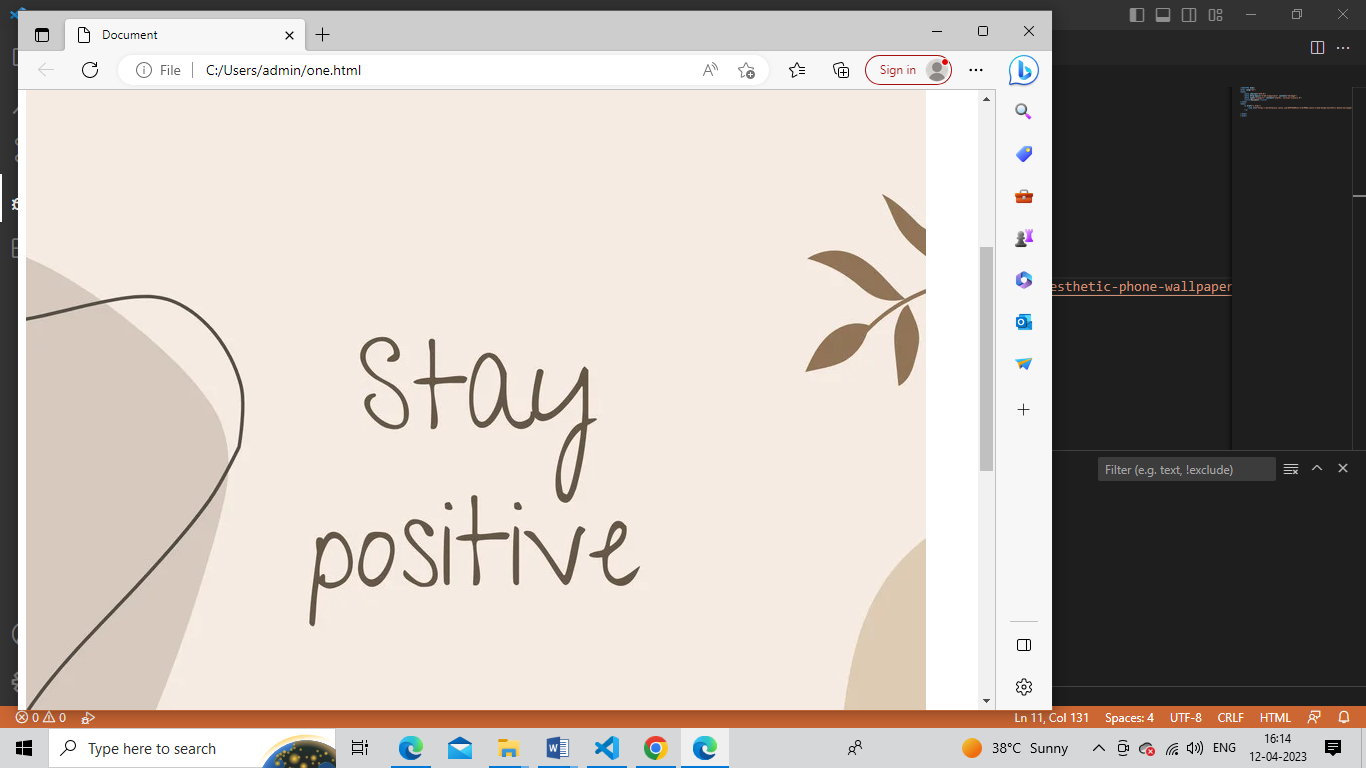 Document
File
C:/Users/admin/one.html
Sign in
esthetic-phone-wallpaper
Stay
positive
Filter (e.g. text, !exclude)
0 0
Ln 11, Col 131
Spaces: 4
UTF-8
CRLF
HTML
Type here to search
38°C Sunny
ENG
16:14
12-04-2023